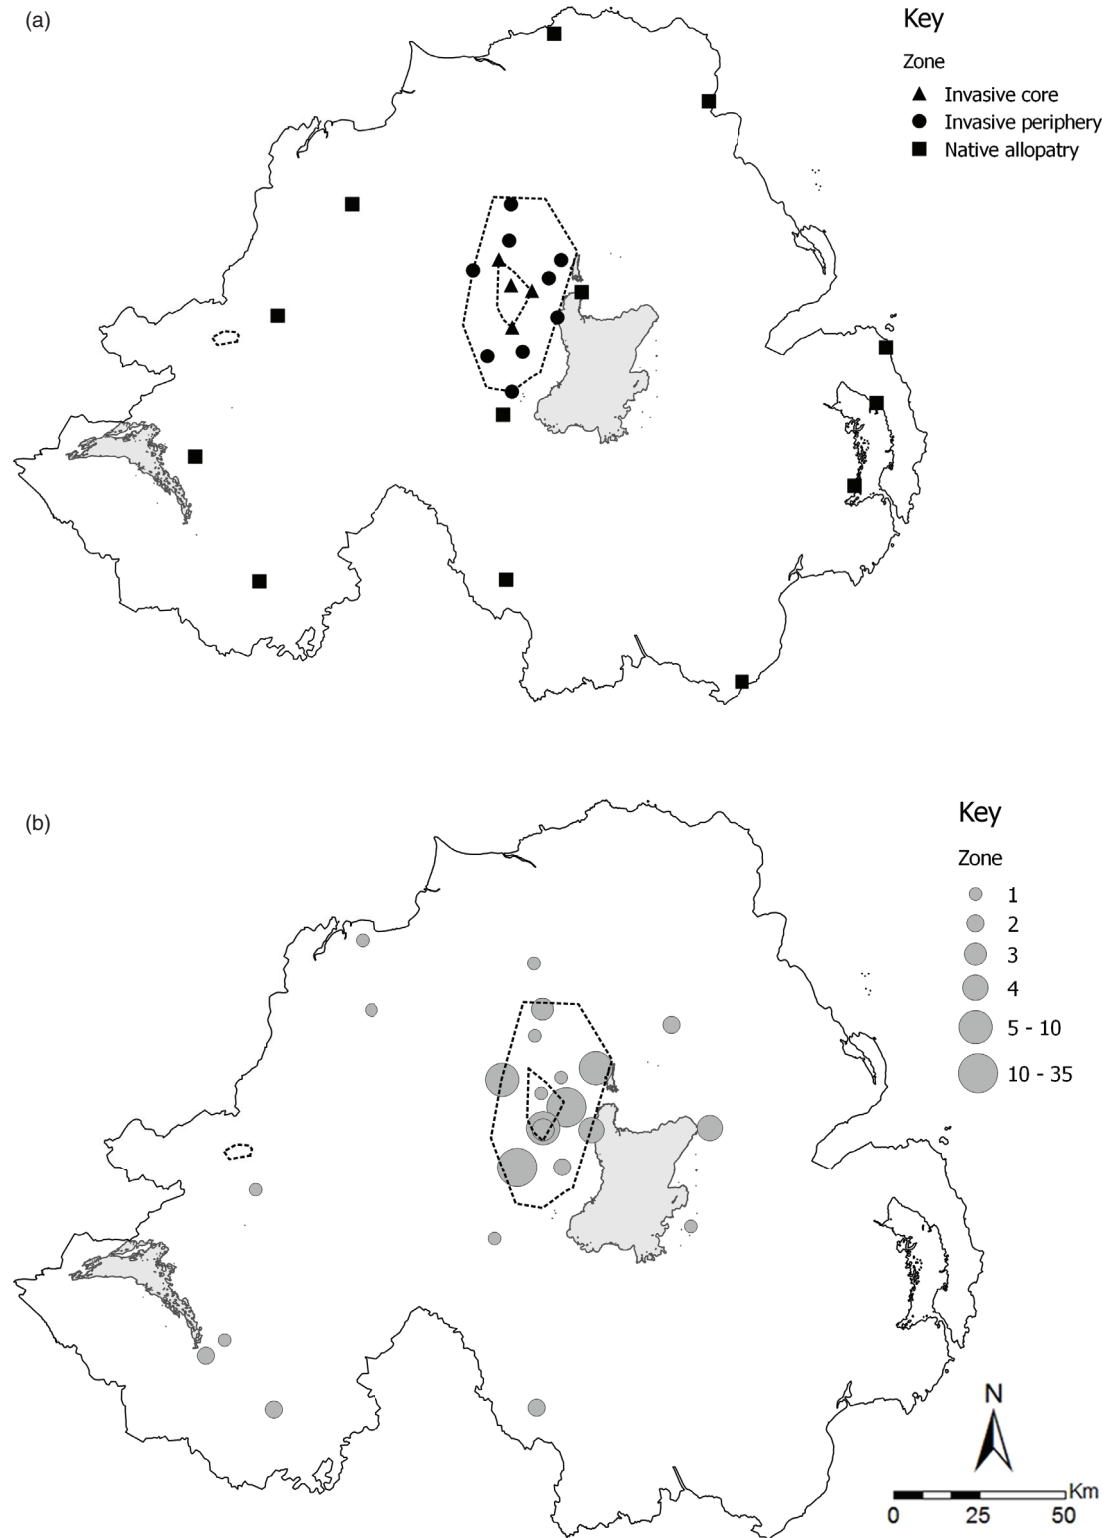 (a)
Key
Zone
Invasive core
Invasive periphery
Native allopatry
(b)
Key
Zone
1
2
3
4
5 - 10
10 - 35
N
Km
0 25 50